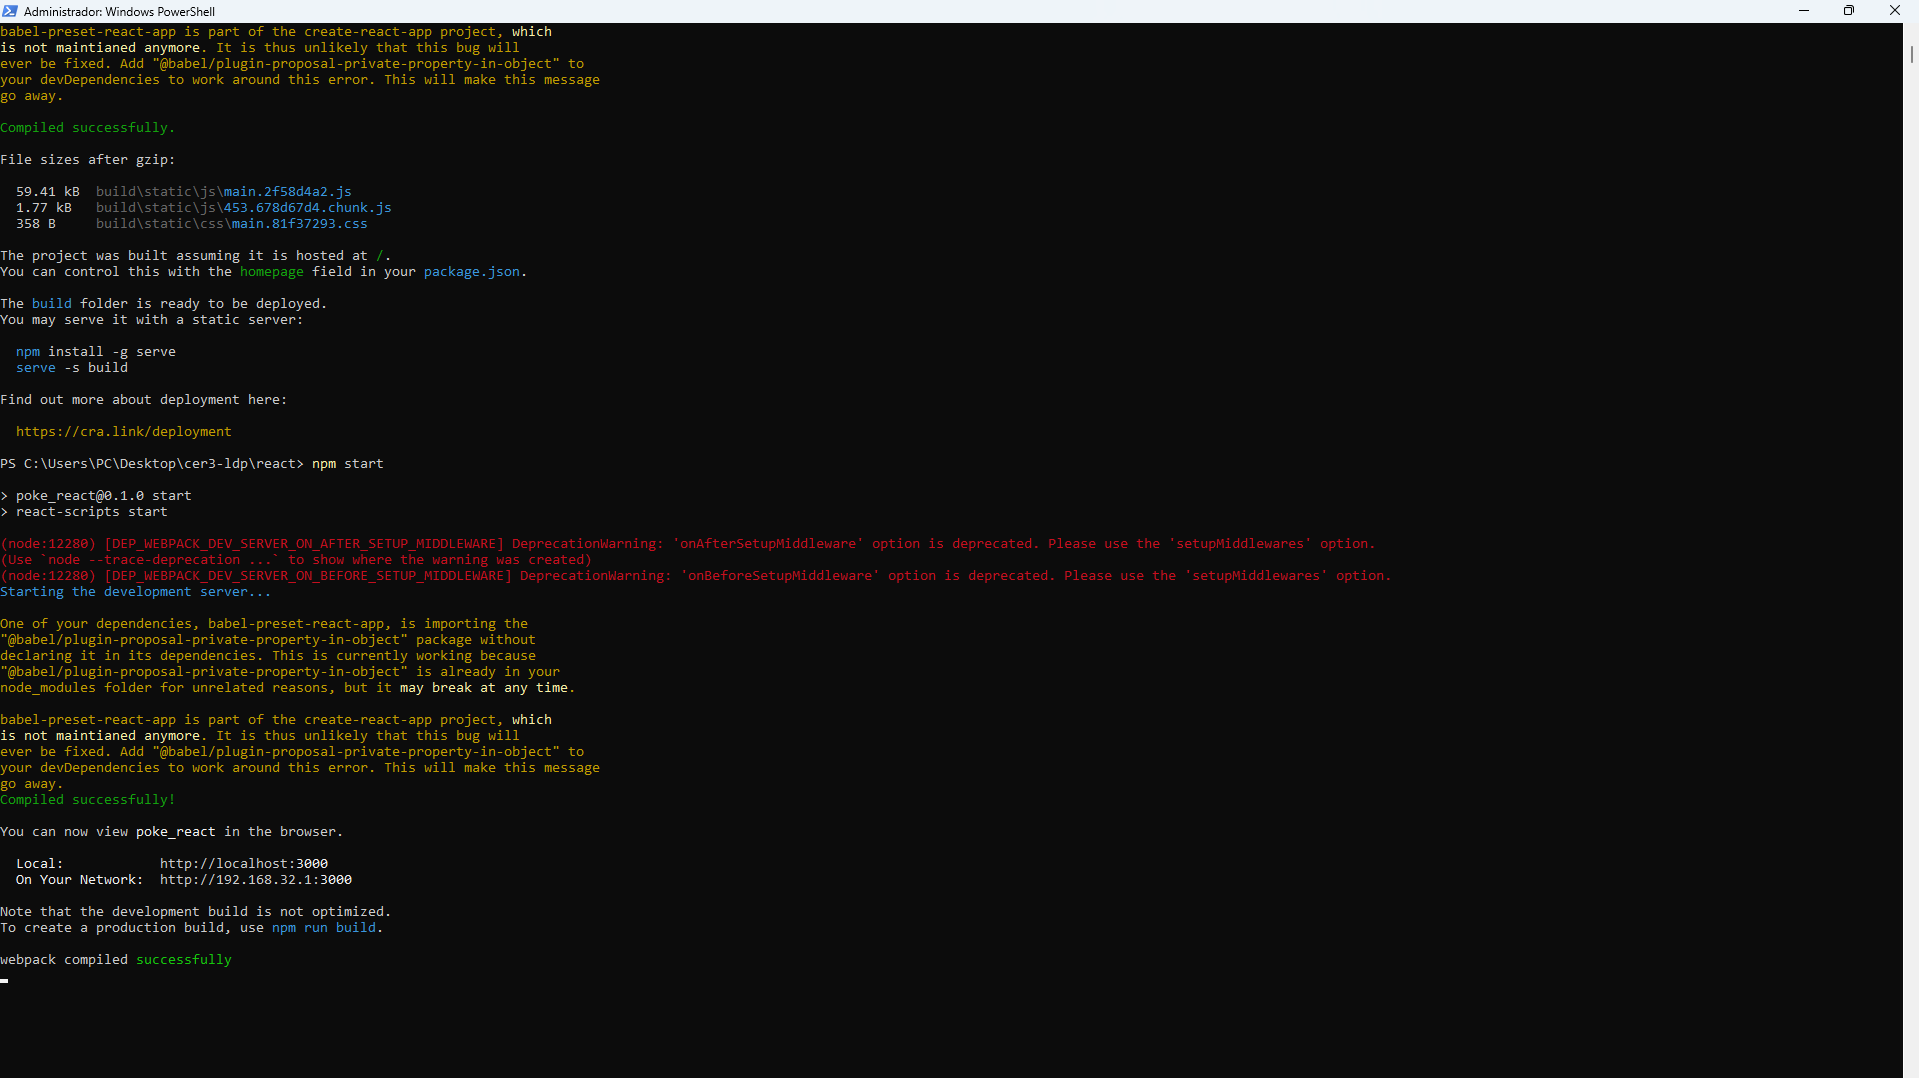 Administrador: Windows PowerShell
babel-preset-react-app is part of the create-react-app project, which
is not maintianed anymore. It is thus unlikely that this bug will
ever be fixed. Add "@babel/plugin-proposal-private-property-in-object" to
your devDependencies to work around this error. This will make this message
go away.
Compiled successfully.
File sizes after gzip:
59.41 kB  build\static\js\main.2f58d4a2.js
1.77 kB   build\static\js\453.678d67d4.chunk.js
358 B     build\static\css\main.81f37293.css
The project was built assuming it is hosted at /.
You can control this with the homepage field in your package.json.
The build folder is ready to be deployed.
You may serve it with a static server:
npm install -g serve
serve -s build
Find out more about deployment here:
https://cra.link/deployment
PS C:\Users\PC\Desktop\cer3-ldp\react> npm start
> poke_react@0.1.0 start
> react-scripts start
(node:12280) [DEP_WEBPACK_DEV_SERVER_ON_AFTER_SETUP_MIDDLEWARE] DeprecationWarning: 'onAfterSetupMiddleware' option is deprecated. Please use the 'setupMiddlewares' option.
(Use `node --trace-deprecation ...` to show where the warning was created)
(node:12280) [DEP_WEBPACK_DEV_SERVER_ON_BEFORE_SETUP_MIDDLEWARE] DeprecationWarning: 'onBeforeSetupMiddleware' option is deprecated. Please use the 'setupMiddlewares' option.
Starting the development server...
One of your dependencies, babel-preset-react-app, is importing the
"@babel/plugin-proposal-private-property-in-object" package without
declaring it in its dependencies. This is currently working because
"@babel/plugin-proposal-private-property-in-object" is already in your
node_modules folder for unrelated reasons, but it may break at any time.
babel-preset-react-app is part of the create-react-app project, which
is not maintianed anymore. It is thus unlikely that this bug will
ever be fixed. Add "@babel/plugin-proposal-private-property-in-object" to
your devDependencies to work around this error. This will make this message
go away.
Compiled successfully!
You can now view poke_react in the browser.
Local:            http://localhost:3000
On Your Network:  http://192.168.32.1:3000
Note that the development build is not optimized.
To create a production build, use npm run build.
webpack compiled successfully